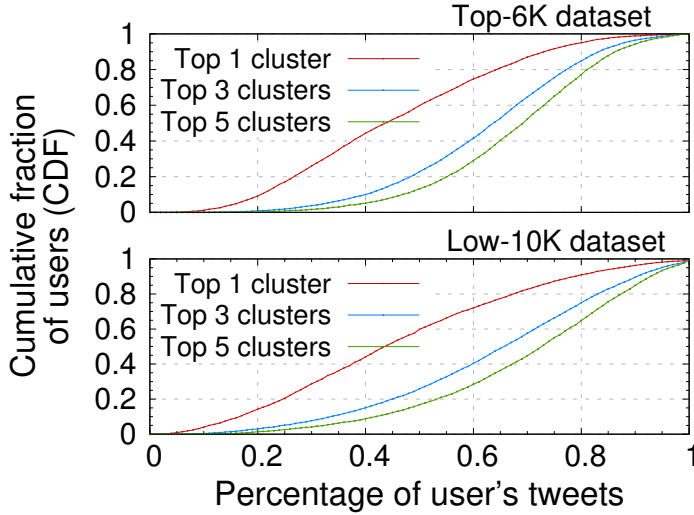 Top-6K dataset
1
0.8
0.6
0.4
0.2
0
Top 1 cluster
Top 3 clusters
Top 5 clusters
Low-10K dataset
1
0.8
0.6
0.4
0.2
0
Top 1 cluster
Top 3 clusters
Top 5 clusters
0 0.2 0.4 0.6 0.8 1
Percentage of user's tweets
Cumulative fraction
of users (CDF)